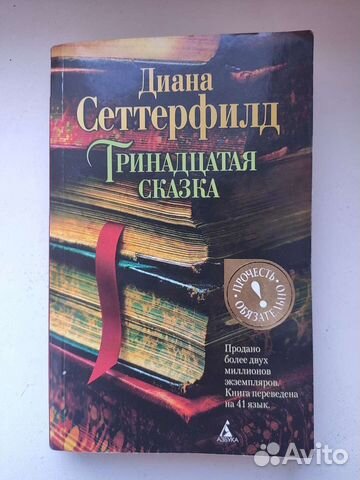 Диана
Сеттерфилд
Тринадцатая
сказка
ПРОЧЕСТЬ
ОБЯЗАТЕЛЬНО
!
Продано
более двух
миллионов
экземпляров.
Книга переведена
на 41 язык.
АЗБУКА
Avito